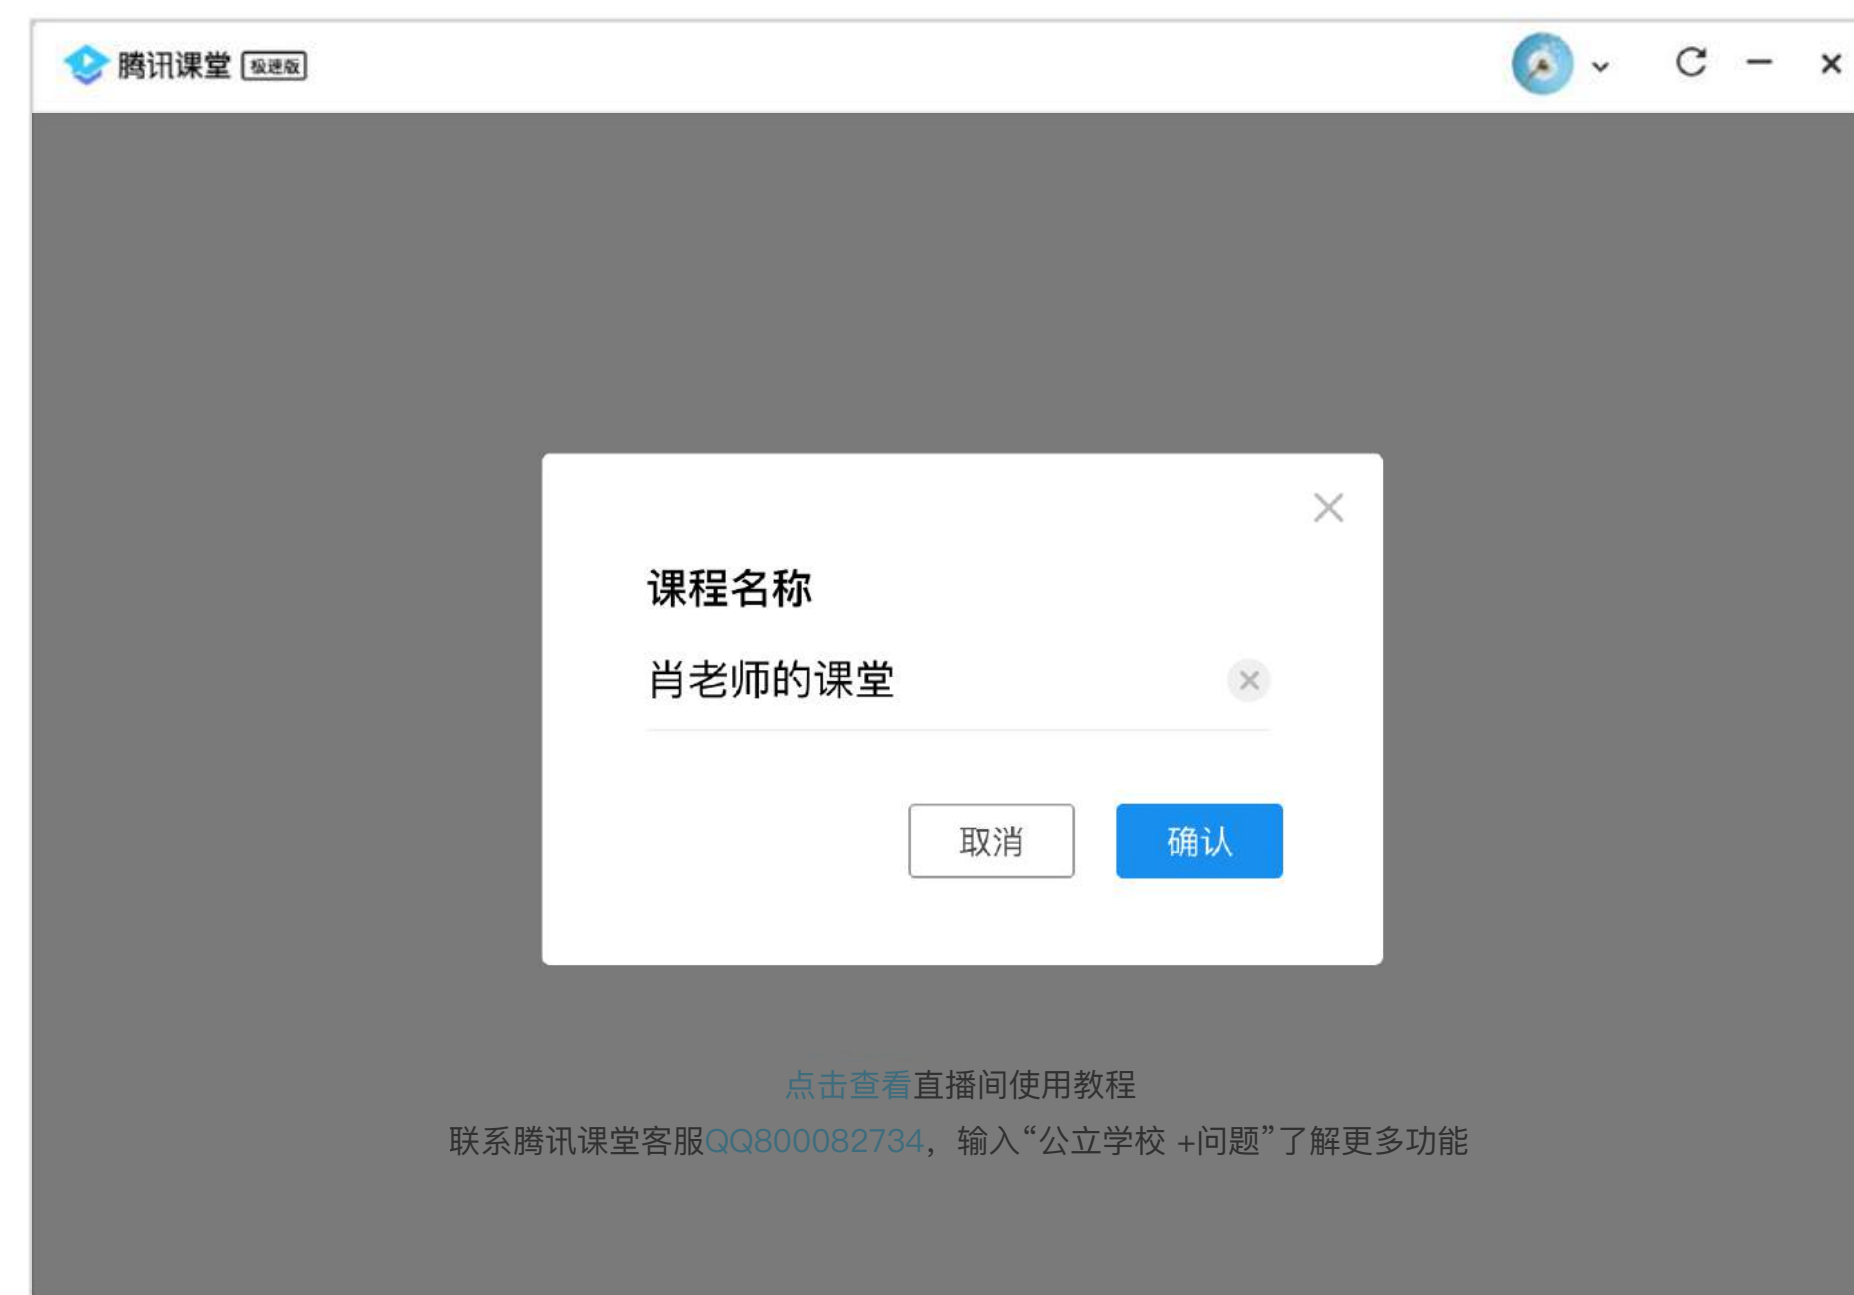 腾讯课堂 极速版
课程名称
肖老师的课堂
取消 确认
点击查看直播间使用教程
联系腾讯课堂客服QQ800082734，输入“公立学校 +问题”了解更多功能